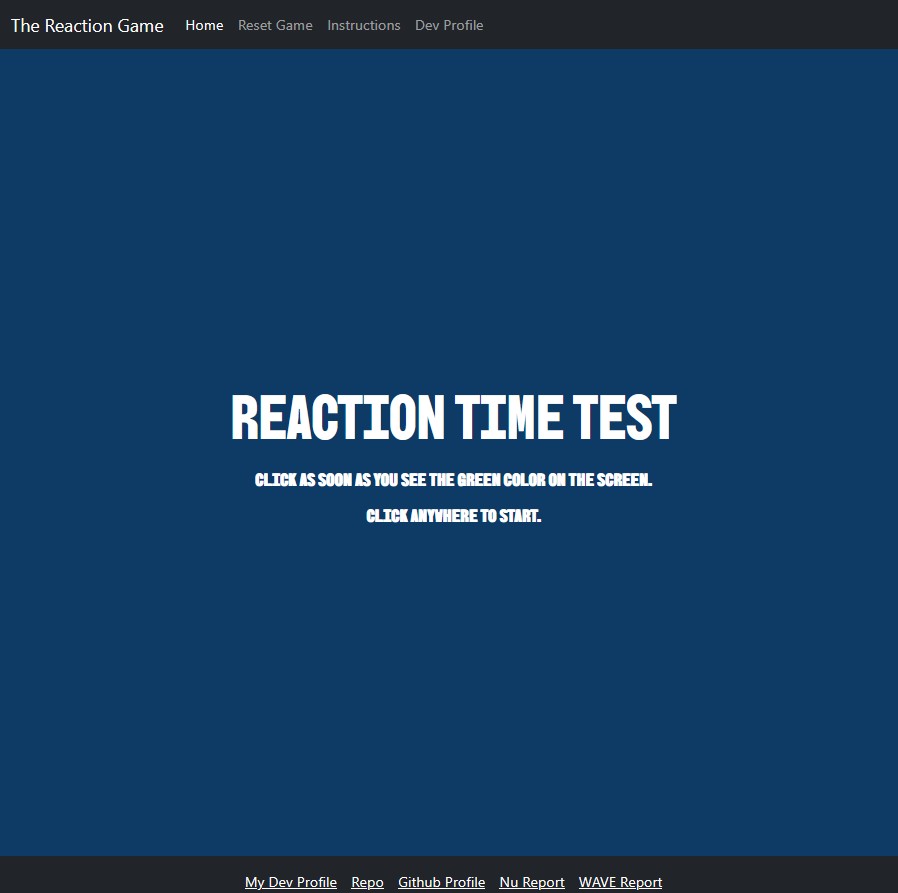 The Reaction Game Home Reset Game Instructions Dev Profile
REACTION TIME TEST
CLICK AS SOON AS YOU SEE THE GREEN COLOR ON THE SCREEN.
CLICK ANYWHERE TO START.
My Dev Profile Repo Github Profile Nu Report WAVE Report